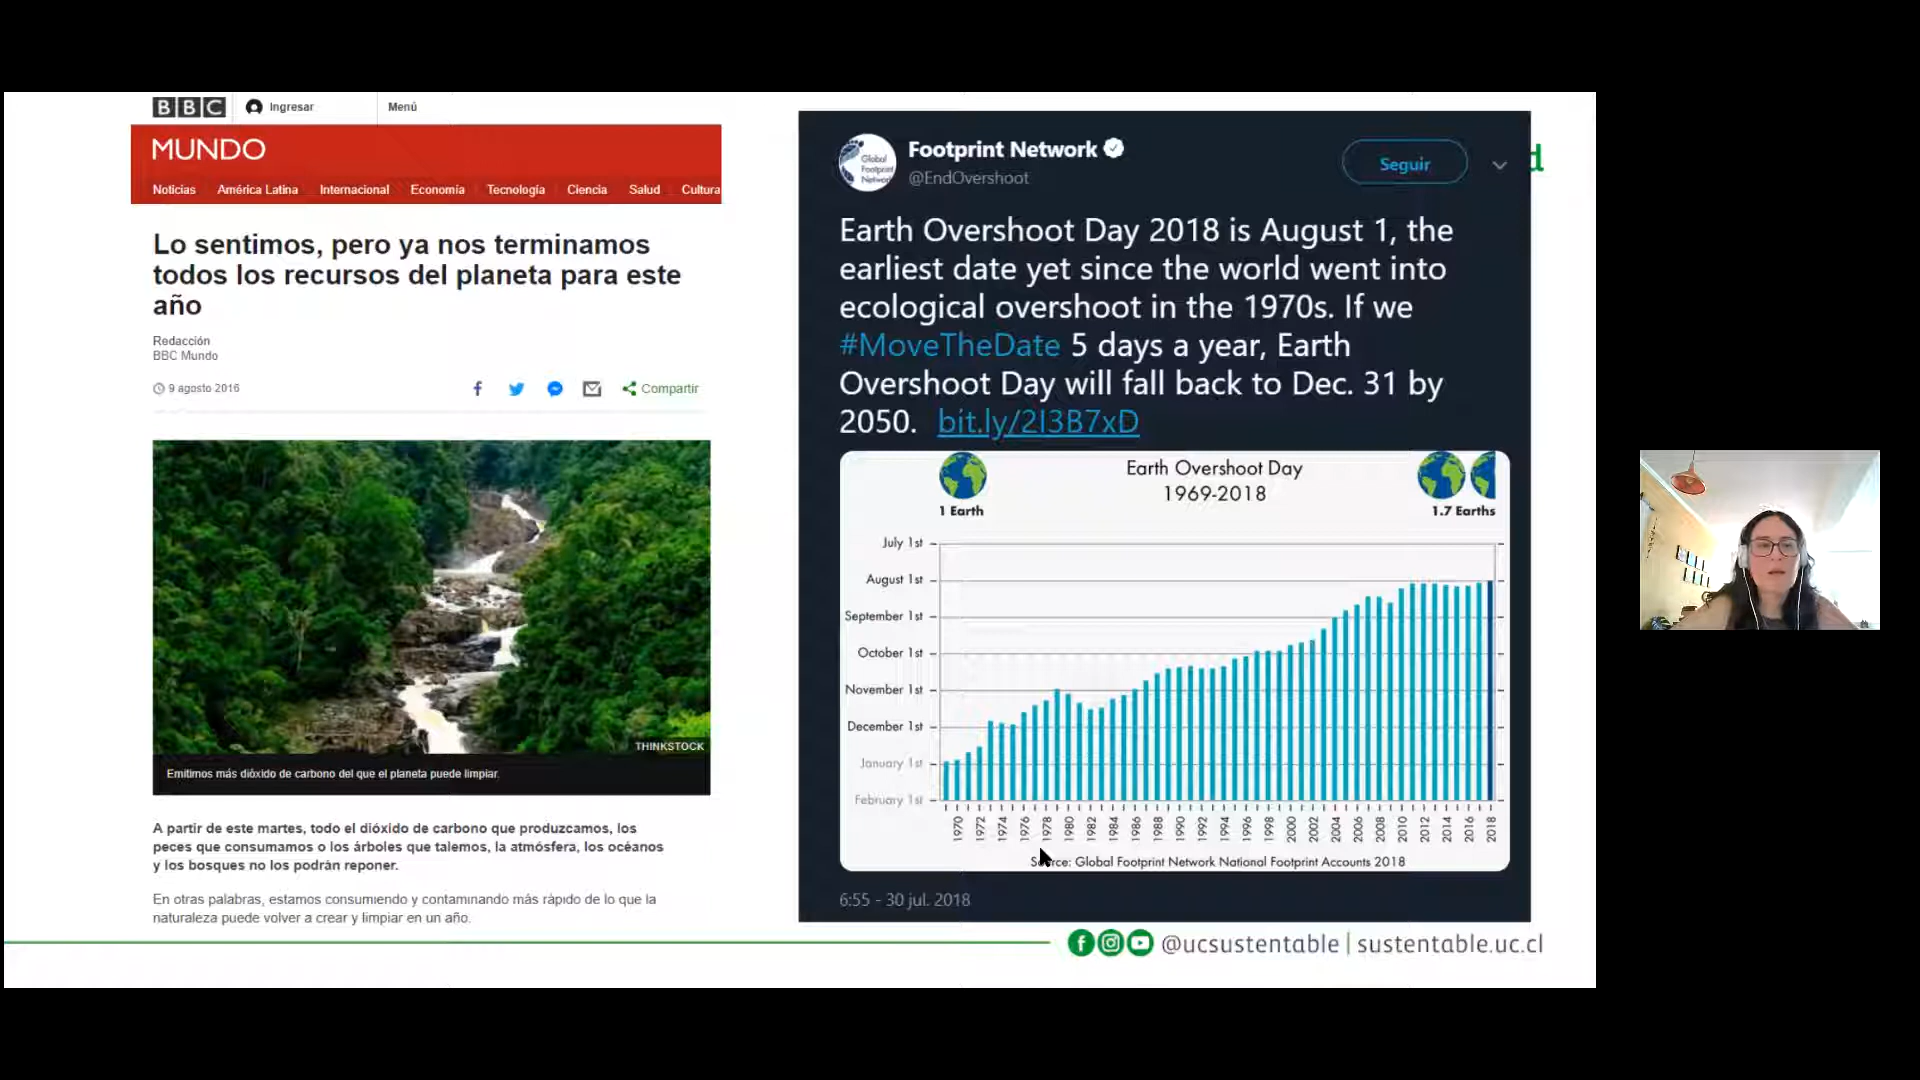 BBC
Ingresar
Menú
MUNDO
Noticias América Latina Internacional Economía Tecnología Ciencia Salud Cultura
Lo sentimos, pero ya nos terminamos
todos los recursos del planeta para este
año
Redacción
BBC Mundo
9 agosto 2016
Compartir
THINKSTOCK
Emitimos más dióxido de carbono del que el planeta puede limpiar.
A partir de este martes, todo el dióxido de carbono que produzcamos, los
peces que consumamos o los árboles que talemos, la atmósfera, los océanos
y los bosques no los podrán reponer.
En otras palabras, estamos consumiendo y contaminando más rápido de lo que la
naturaleza puede volver a crear y limpiar en un año.
Global
Footprint
Network
Footprint Network
@EndOvershoot
Seguir
d
Earth Overshoot Day 2018 is August 1, the
earliest date yet since the world went into
ecological overshoot in the 1970s. If we
#MoveTheDate 5 days a year, Earth
Overshoot Day will fall back to Dec. 31 by
2050. bit.ly/2I3B7xD
Earth Overshoot Day
1969-2018
1 Earth
1.7 Earths
July 1st
August 1st
September 1st
October 1st
November 1st
December 1st
January 1st
February 1st
1970 1972 1974 1976 1978 1980 1982 1984 1986 1988 1990 1992 1994 1996 1998 2000 2002 2004 2006 2008 2010 2012 2014 2016 2018
Source: Global Footprint Network National Footprint Accounts 2018
6:55 - 30 jul. 2018
@ucsustentable | sustentable.uc.cl